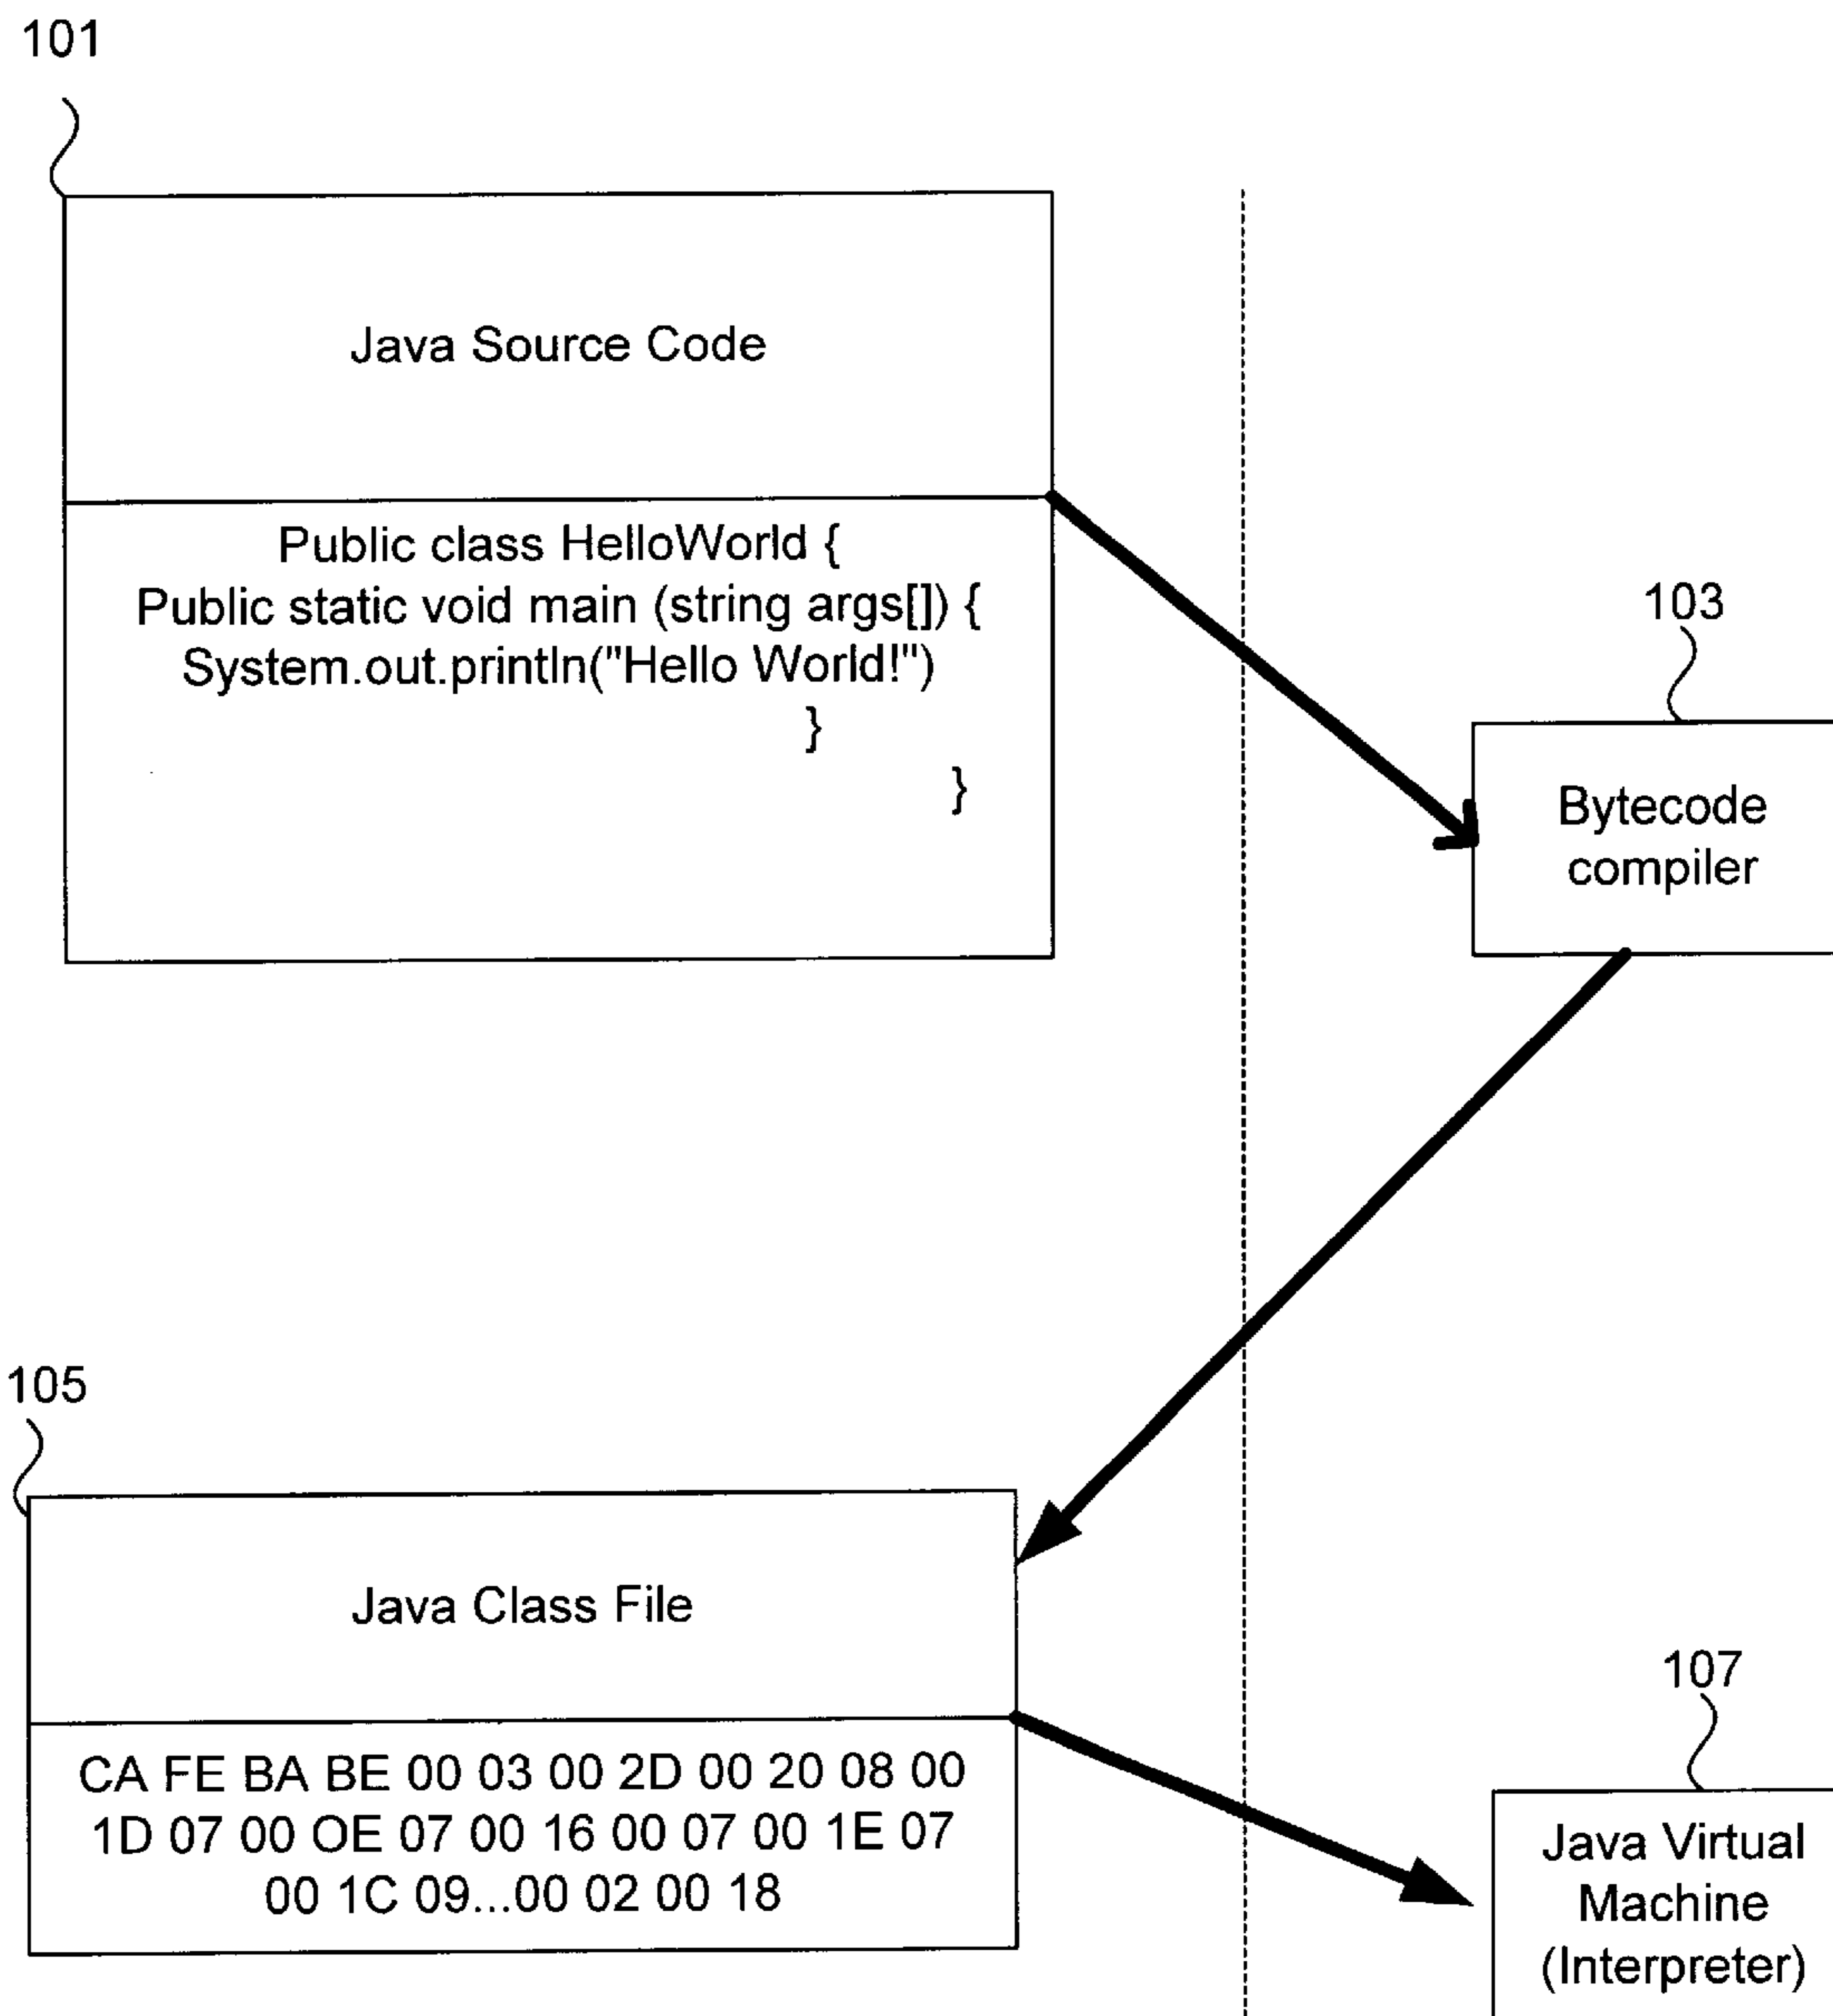 101
Java Source Code
Public class HelloWorld {
Public static void main (string args[]) {
System.out.println("Hello World!")
}
}
103
Bytecode
compiler
105
Java Class File
CA FE BA BE 00 03 00 2D 00 20 08 00
1D 07 00 OE 07 00 16 00 07 00 1E 07
00 1C 09...00 02 00 18
107
Java Virtual
Machine
(Interpreter)